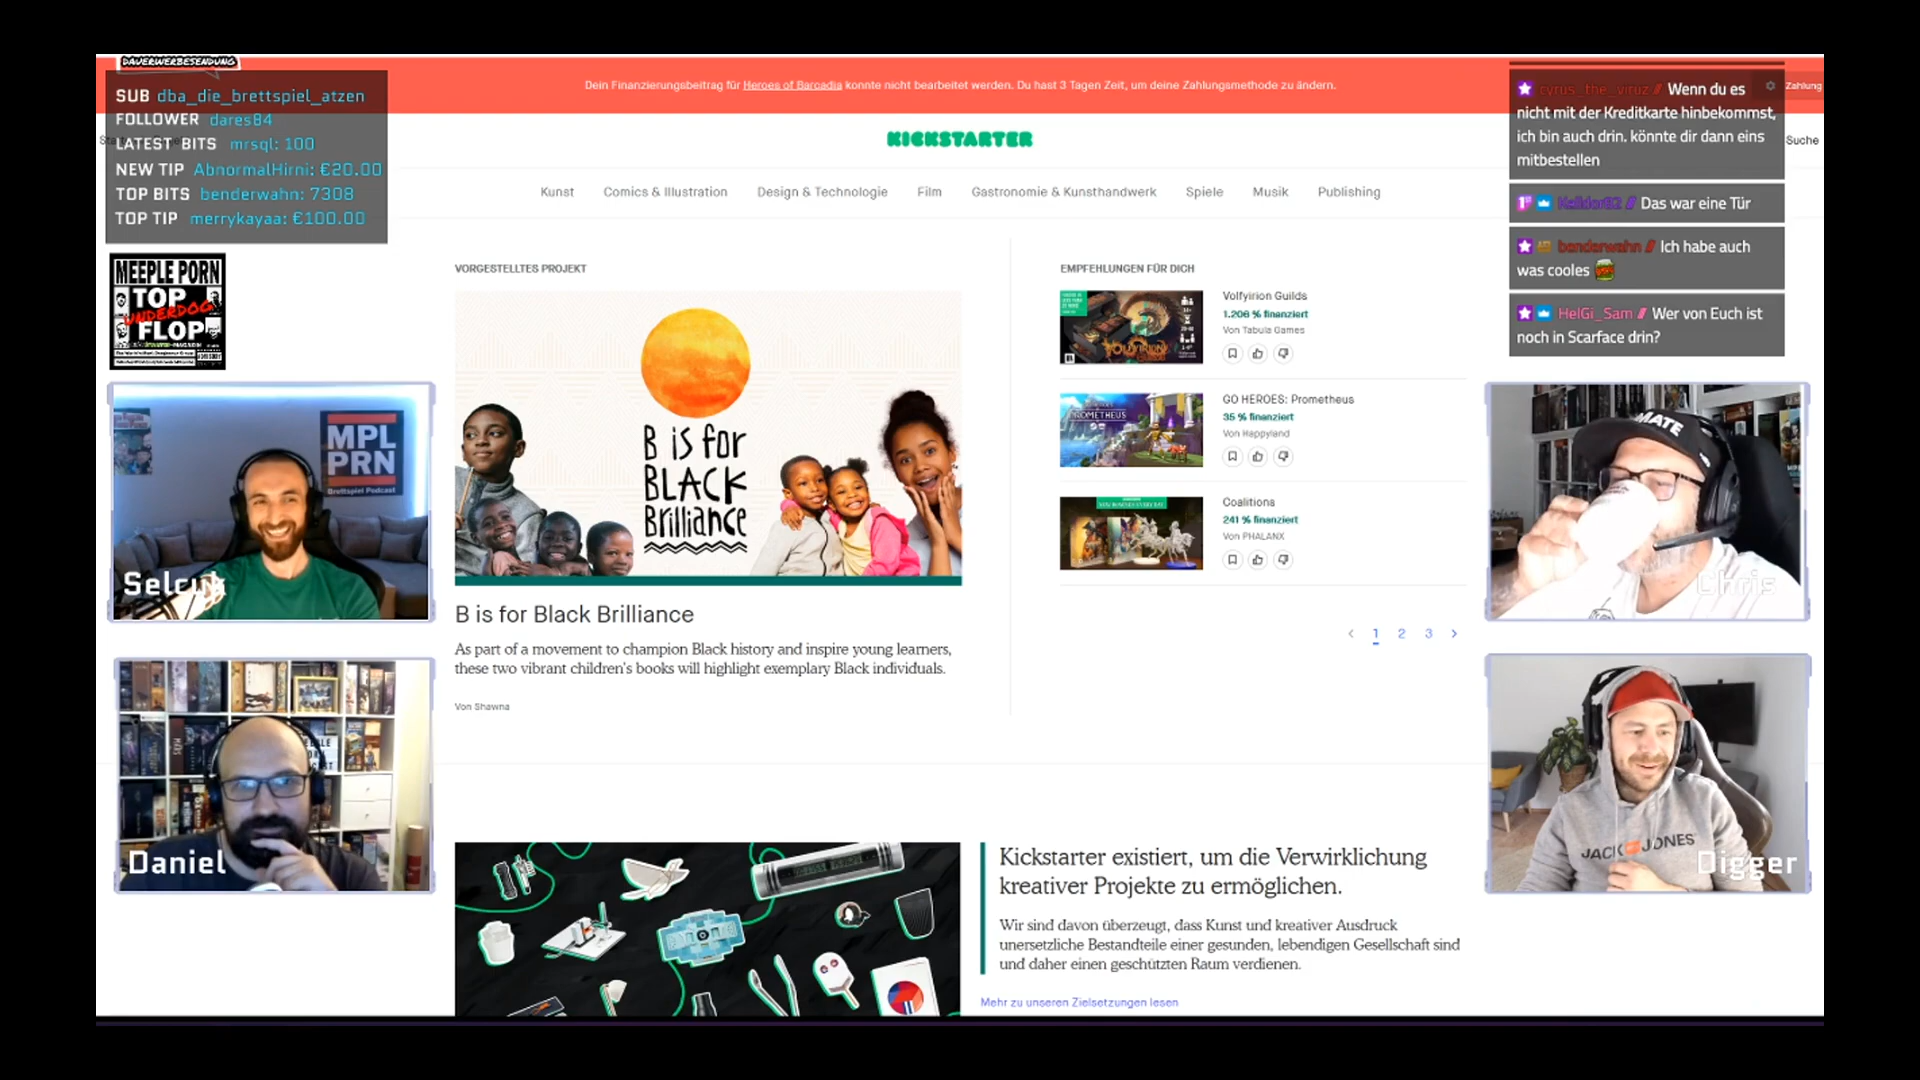 DAUERWERBESENDUNG
SUB dba_die_brettspiel_atzen
FOLLOWER dares84
LATEST BITS mrsql: 100
NEW TIP AbnormalHirni: €20.00
TOP BITS benderwahn: 7308
TOP TIP merrykayaa: €100.00
MEEPLE PORN
TOP
UNDERDOG
FLOP
Dein Finanzierungsbeitrag für Heroes of Barcadia konnte nicht bearbeitet werden. Du hast 3 Tagen Zeit, um deine Zahlungsmethode zu ändern.
Zahlung
KICKSTARTER
Suche
Kunst Comics & Illustration Design & Technologie Film Gastronomie & Kunsthandwerk Spiele Musik Publishing
cyrus_the_viruz // Wenn du es
nicht mit der Kreditkarte hinbekommst,
ich bin auch drin. könnte dir dann eins
mitbestellen
Kalidor82 // Das war eine Tür
benderwahn // Ich habe auch
was cooles
HelGi_Sam // Wer von Euch ist
noch in Scarface drin?
VORGESTELLTES PROJEKT
B is for
BLACK
Brilliance
B is for Black Brilliance
As part of a movement to champion Black history and inspire young learners,
these two vibrant children's books will highlight exemplary Black individuals.
Von Shawna
EMPFEHLUNGEN FÜR DICH
Volfyirion Guilds
1.206 % finanziert
Von Tabula Games
VOLFYIRION
GO HEROES: Prometheus
35 % finanziert
Von Happyland
PROMETHEUS
Coalitions
241 % finanziert
Von PHALANX
1 2 3
MPL
PRN
Brettspiel Podcast
Selcuk
Daniel
MATE
Chris
JACK JONES
Digger
Kickstarter existiert, um die Verwirklichung
kreativer Projekte zu ermöglichen.
Wir sind davon überzeugt, dass Kunst und kreativer Ausdruck
unersetzliche Bestandteile einer gesunden, lebendigen Gesellschaft sind
und daher einen geschützten Raum verdienen.
Mehr zu unseren Zielsetzungen lesen